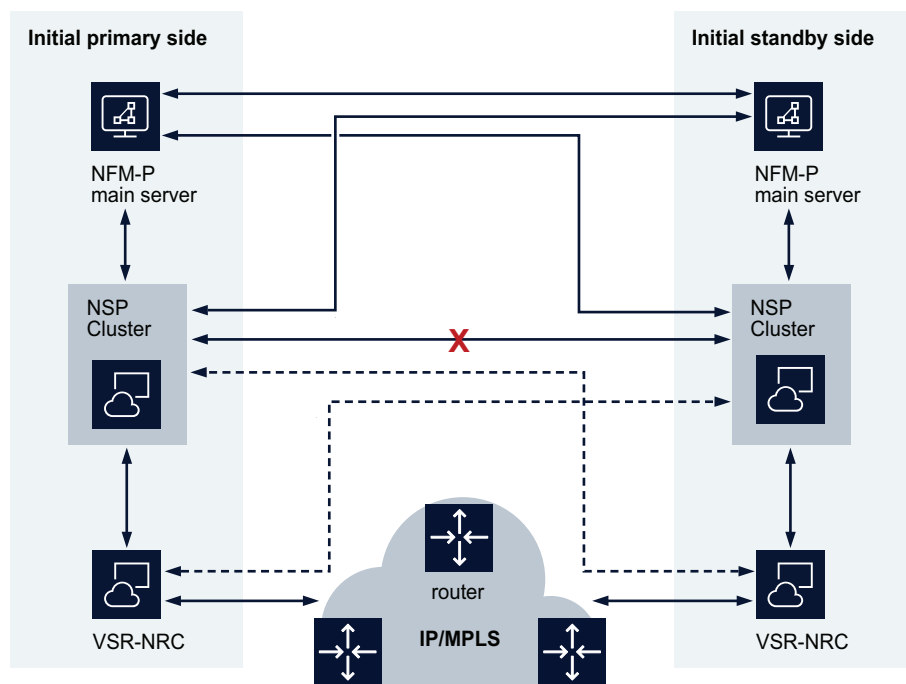 Initial primary side
Initial standby side
NFM-P
main server
NFM-P
main server
NSP
Cluster
NSP
Cluster
X
router
IP/MPLS
VSR-NRC
VSR-NRC